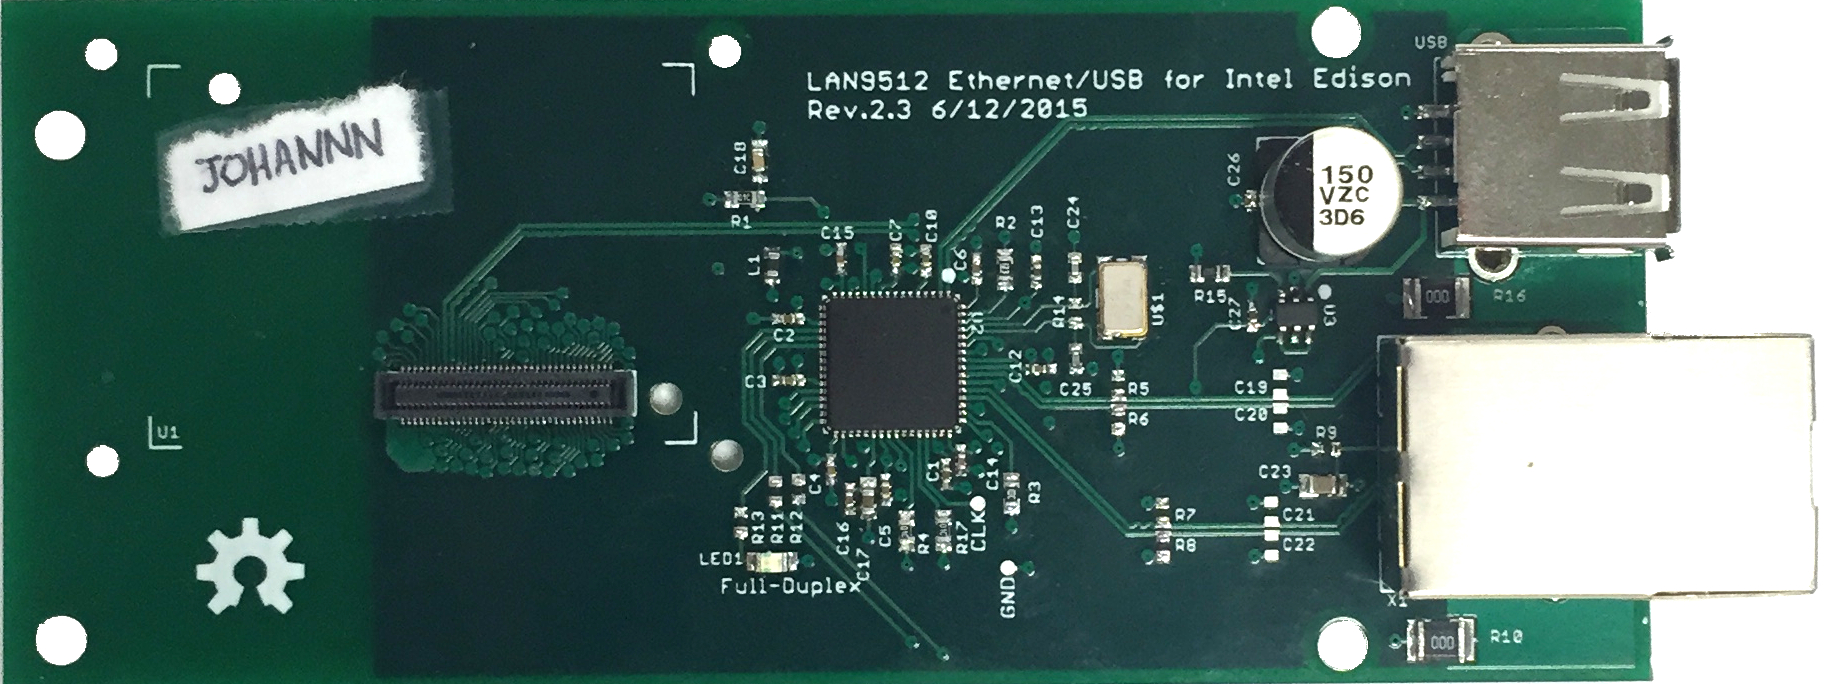 LAN9512 Ethernet/USB for Intel Edison
Rev.2.3 6/12/2015
JOHANNN
USB
C18
R1
C26
150
VZC
3D6
C15
C7
C10
C6
R2
C13
C24
L1
U2
R14
U$1
R15
C27
U3
000
R16
C2
C3
C12
C25
R5
R6
C19
C20
U1
R9
C4
C1
C14
R3
C23
R13
R11
R12
C16
C17
C5
R4
R17
CLK
R7
R8
C21
C22
LED1
Full-Duplex
GND
X1
000
R10